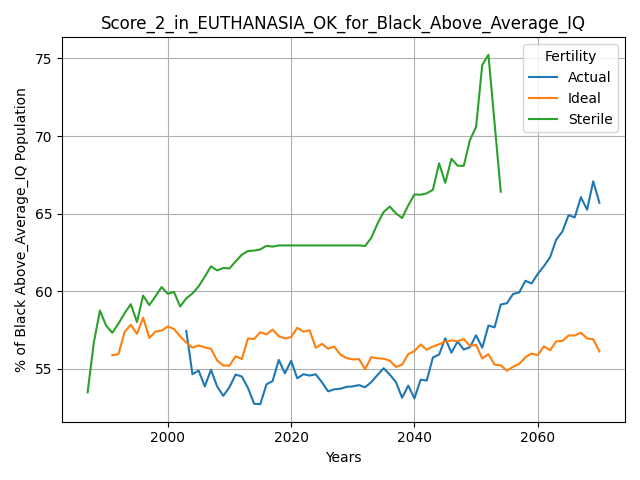 Score_2_in_EUTHANASIA_OK_for_Black_Above_Average_IQ
% of Black Above_Average_IQ Population
75
70
65
60
55
2000
2020
2040
2060
Years
Fertility
Actual
Ideal
Sterile